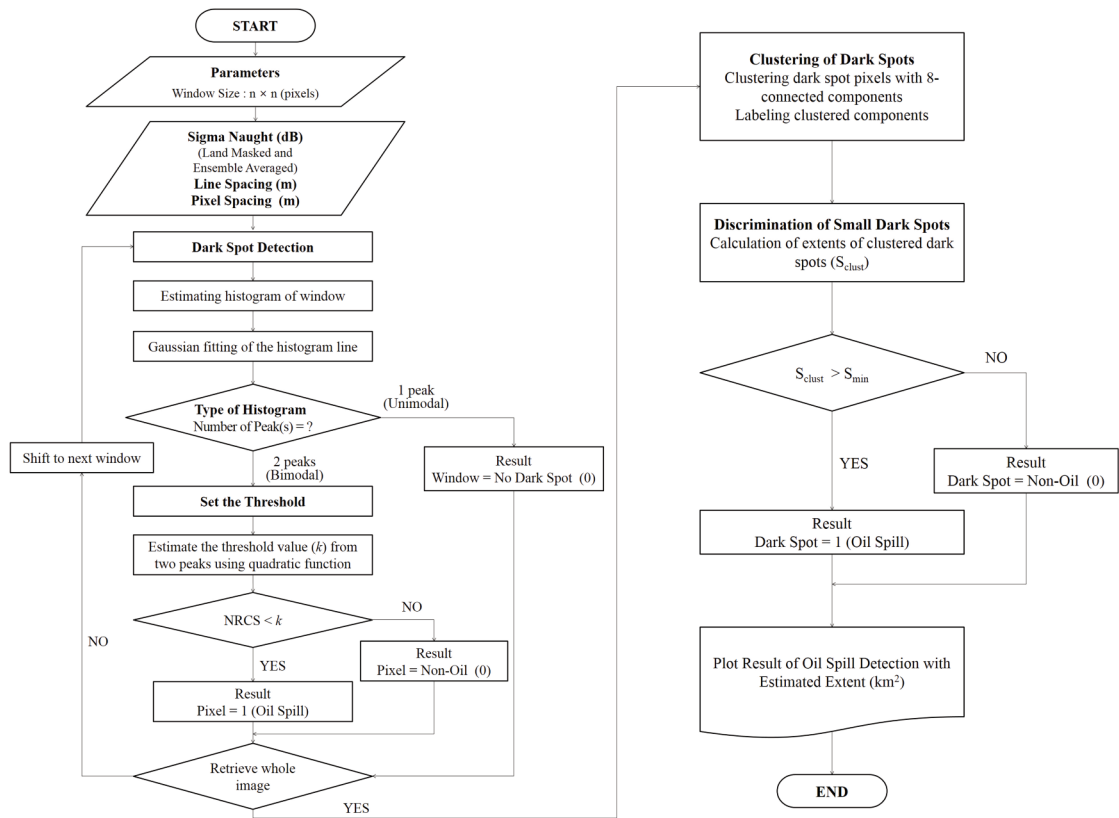 START
Parameters
Window Size : n × n (pixels)
Sigma Naught (dB)
(Land Masked and
Ensemble Averaged)
Line Spacing (m)
Pixel Spacing (m)
Dark Spot Detection
Estimating histogram of window
Gaussian fitting of the histogram line
Type of Histogram
Number of Peak(s) = ?
1 peak
(Unimodal)
Result
Window = No Dark Spot (0)
2 peaks
(Bimodal)
Shift to next window
Set the Threshold
Estimate the threshold value (k) from
two peaks using quadratic function
NRCS < k
NO
Result
Pixel = Non-Oil (0)
YES
Result
Pixel = 1 (Oil Spill)
NO
Retrieve whole
image
YES
Clustering of Dark Spots
Clustering dark spot pixels with 8-
connected components
Labeling clustered components
Discrimination of Small Dark Spots
Calculation of extents of clustered dark
spots (Sclust)
Sclust > Smin
NO
Result
Dark Spot = Non-Oil (0)
YES
Result
Dark Spot = 1 (Oil Spill)
Plot Result of Oil Spill Detection with
Estimated Extent (km²)
END